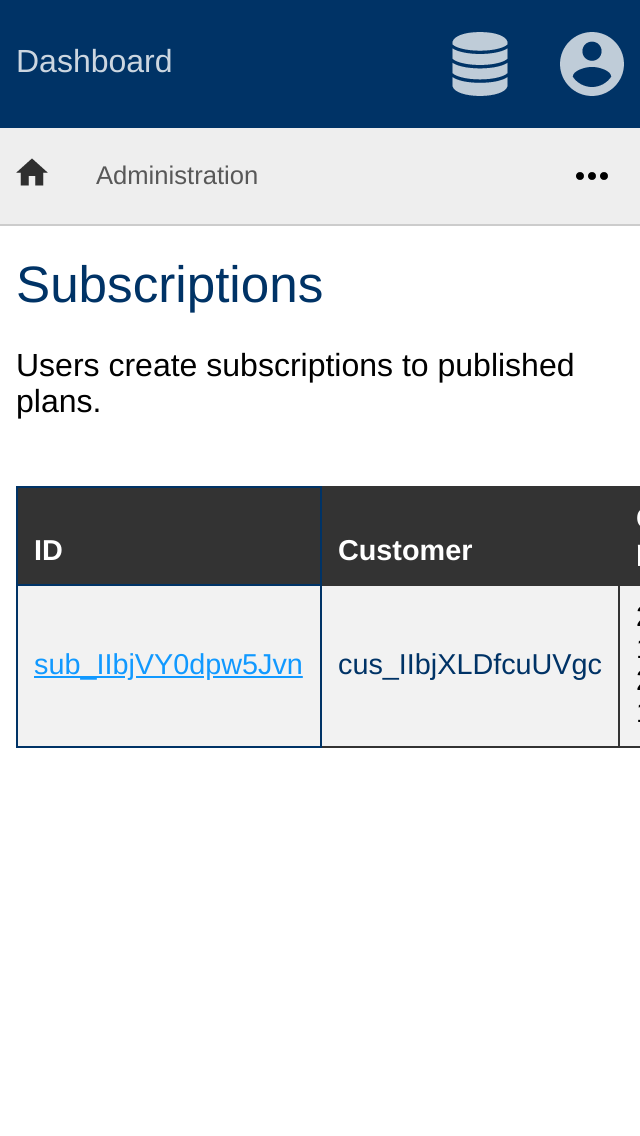 Dashboard
Administration
Subscriptions
Users create subscriptions to published
plans.
ID
Customer
sub_IIbjVY0dpw5Jvn
cus_IIbjXLDfcuUVgc